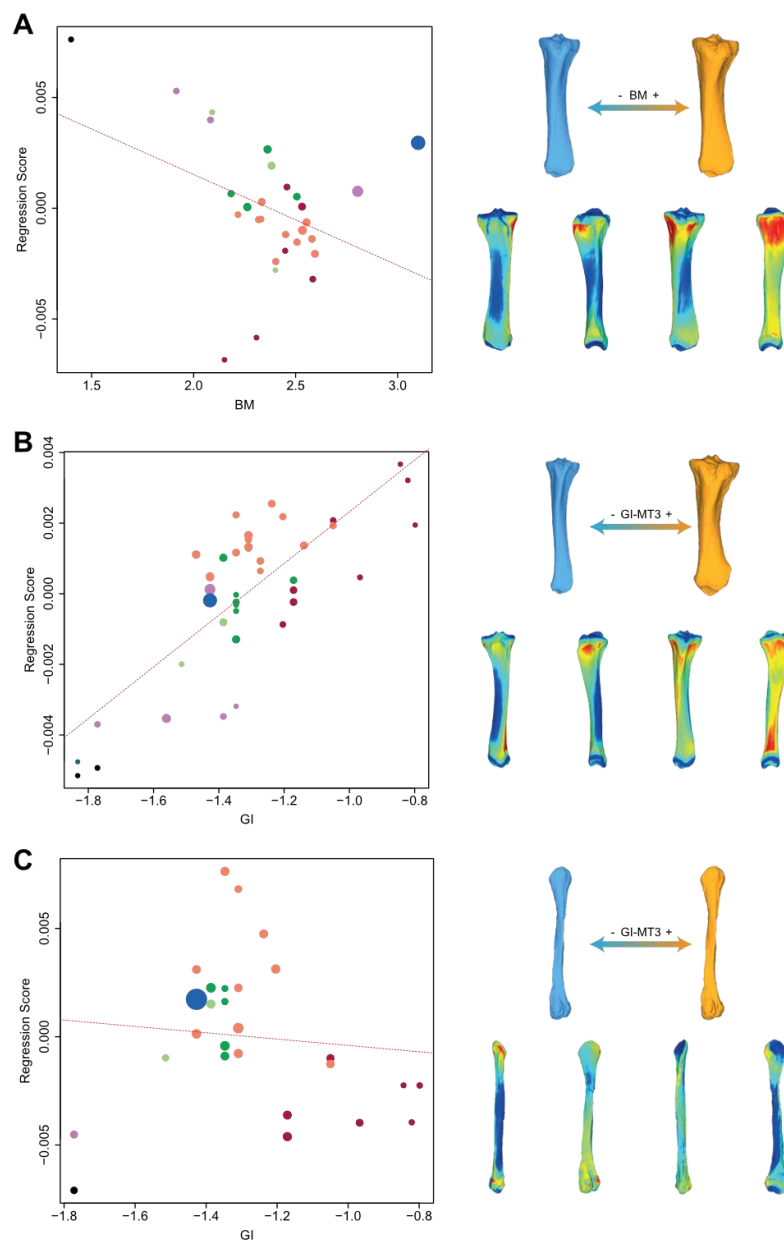 A
Regression Score
0.005
0.000
−0.005
1.5 2.0 2.5 3.0
BM
- BM +
B
Regression Score
0.004
0.002
0.000
−0.002
−0.004
−1.8 −1.6 −1.4 −1.2 −1.0 −0.8
GI
- GI-MT3 +
C
Regression Score
0.005
0.000
−0.005
−1.8 −1.6 −1.4 −1.2 −1.0 −0.8
GI
- GI-MT3 +